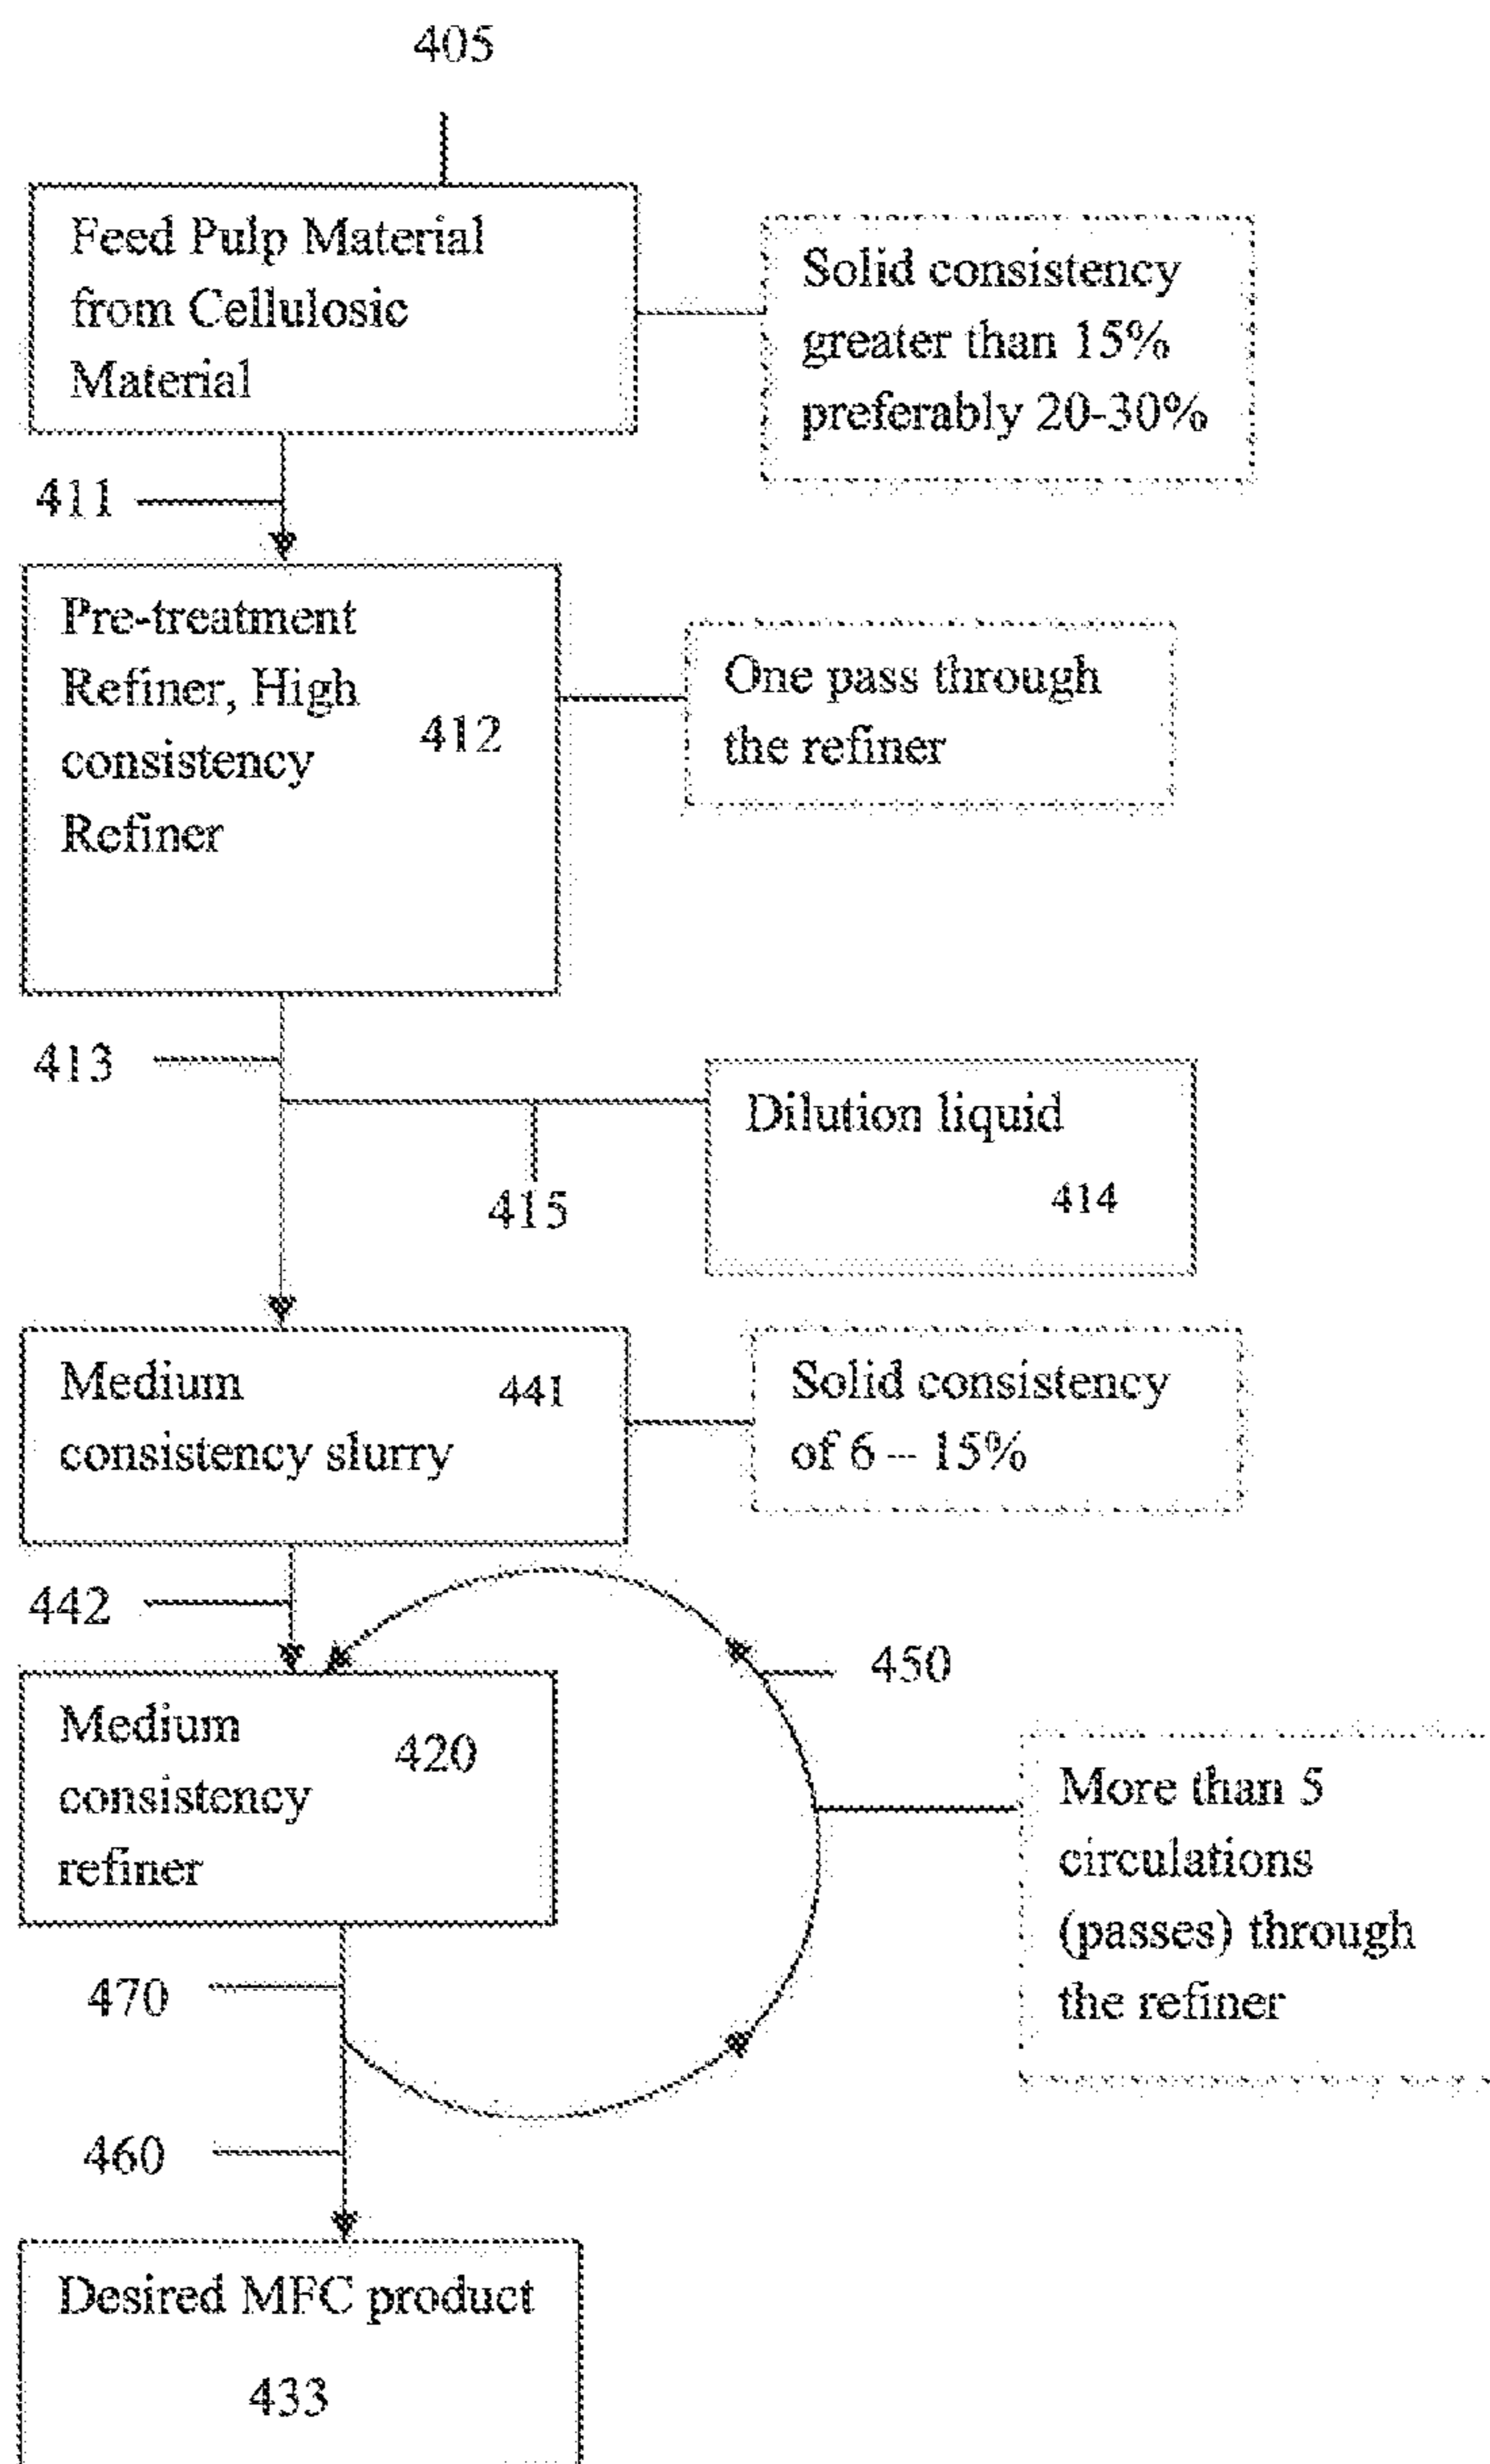 405
Feed Pulp Material
from Cellulosic
Material
Solid consistency
greater than 15%
preferably 20-30%
411
Pre-treatment
Refiner, High
consistency
Refiner
412
One pass through
the refiner
413
Dilution liquid
414
415
Medium
consistency slurry
441
Solid consistency
of 6 – 15%
442
450
Medium
consistency
refiner
420
More than 5
circulations
(passes) through
the refiner
470
460
Desired MFC product
433